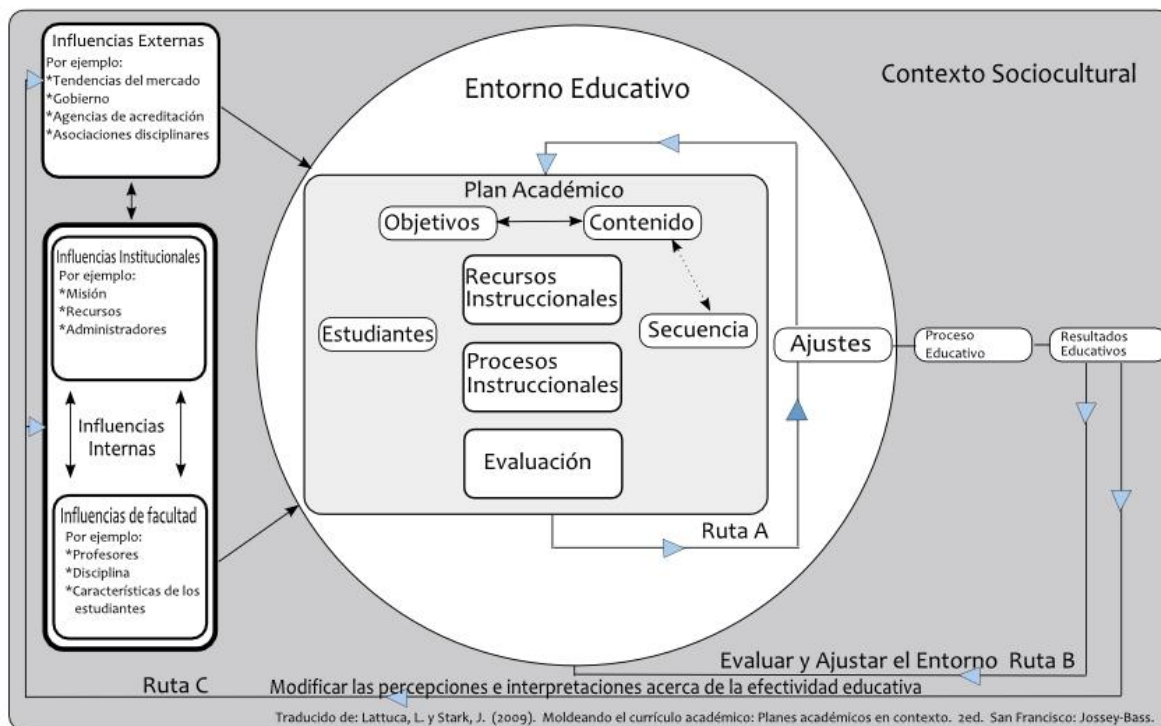 Influencias Externas
Por ejemplo:
*Tendencias del mercado
*Gobierno
*Agencias de acreditación
*Asociaciones disciplinares
Influencias Institucionales
Por ejemplo:
*Misión
*Recursos
*Administradores
Influencias
Internas
Influencias de facultad
Por ejemplo:
*Profesores
*Disciplina
*Características de los
estudiantes
Entorno Educativo
Contexto Sociocultural
Plan Académico
Objetivos
Contenido
Recursos
Instruccionales
Estudiantes
Secuencia
Procesos
Instruccionales
Evaluación
Ajustes
Proceso
Educativo
Resultados
Educativos
Ruta A
Evaluar y Ajustar el Entorno Ruta B
Ruta C
Modificar las percepciones e interpretaciones acerca de la efectividad educativa
Traducido de: Lattuca, L. y Stark, J. (2009). Moldeando el currículo académico: Planes académicos en contexto. 2ed. San Francisco: Jossey-Bass.